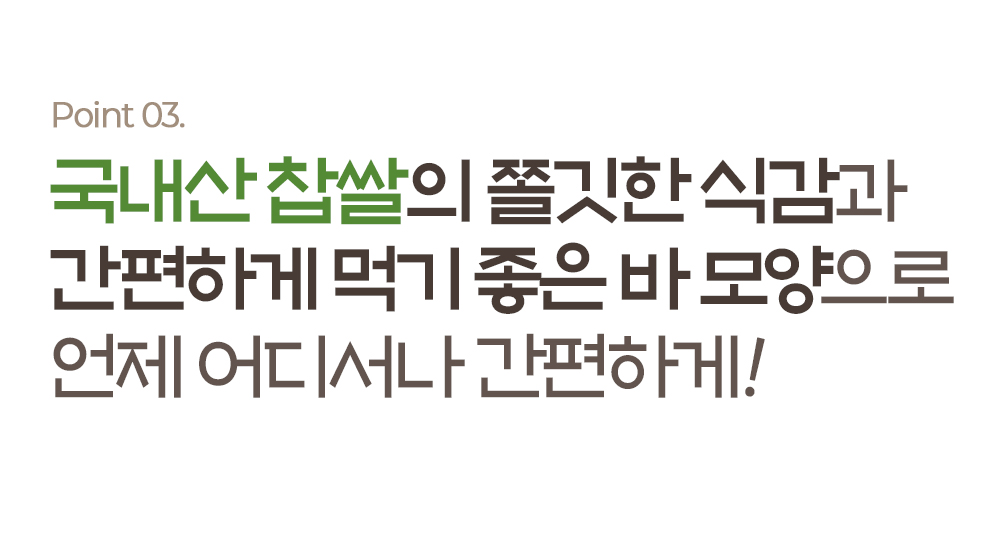 Point 03.
국내산 찹쌀의 쫄깃한 식감과
간편하게 먹기 좋은 바 모양으로
언제 어디서나 간편하게!